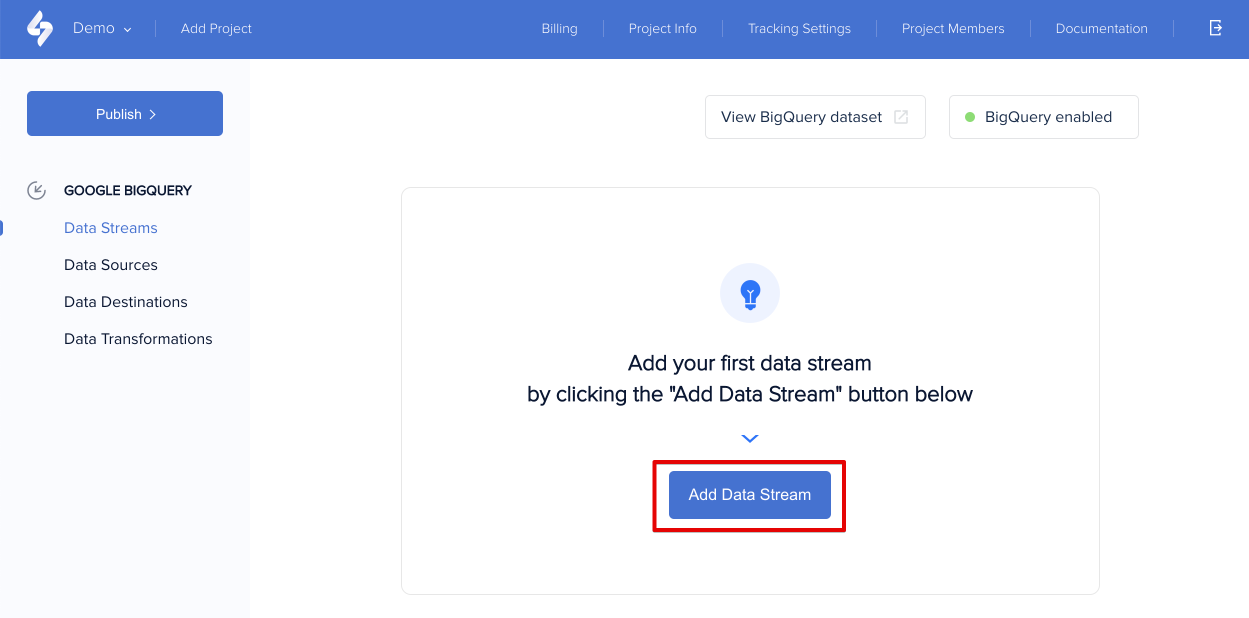 Demo
Add Project
Billing
Project Info
Tracking Settings
Project Members
Documentation
Publish
View BigQuery dataset
BigQuery enabled
GOOGLE BIGQUERY
Data Streams
Data Sources
Data Destinations
Data Transformations
Add your first data stream
by clicking the "Add Data Stream" button below
Add Data Stream